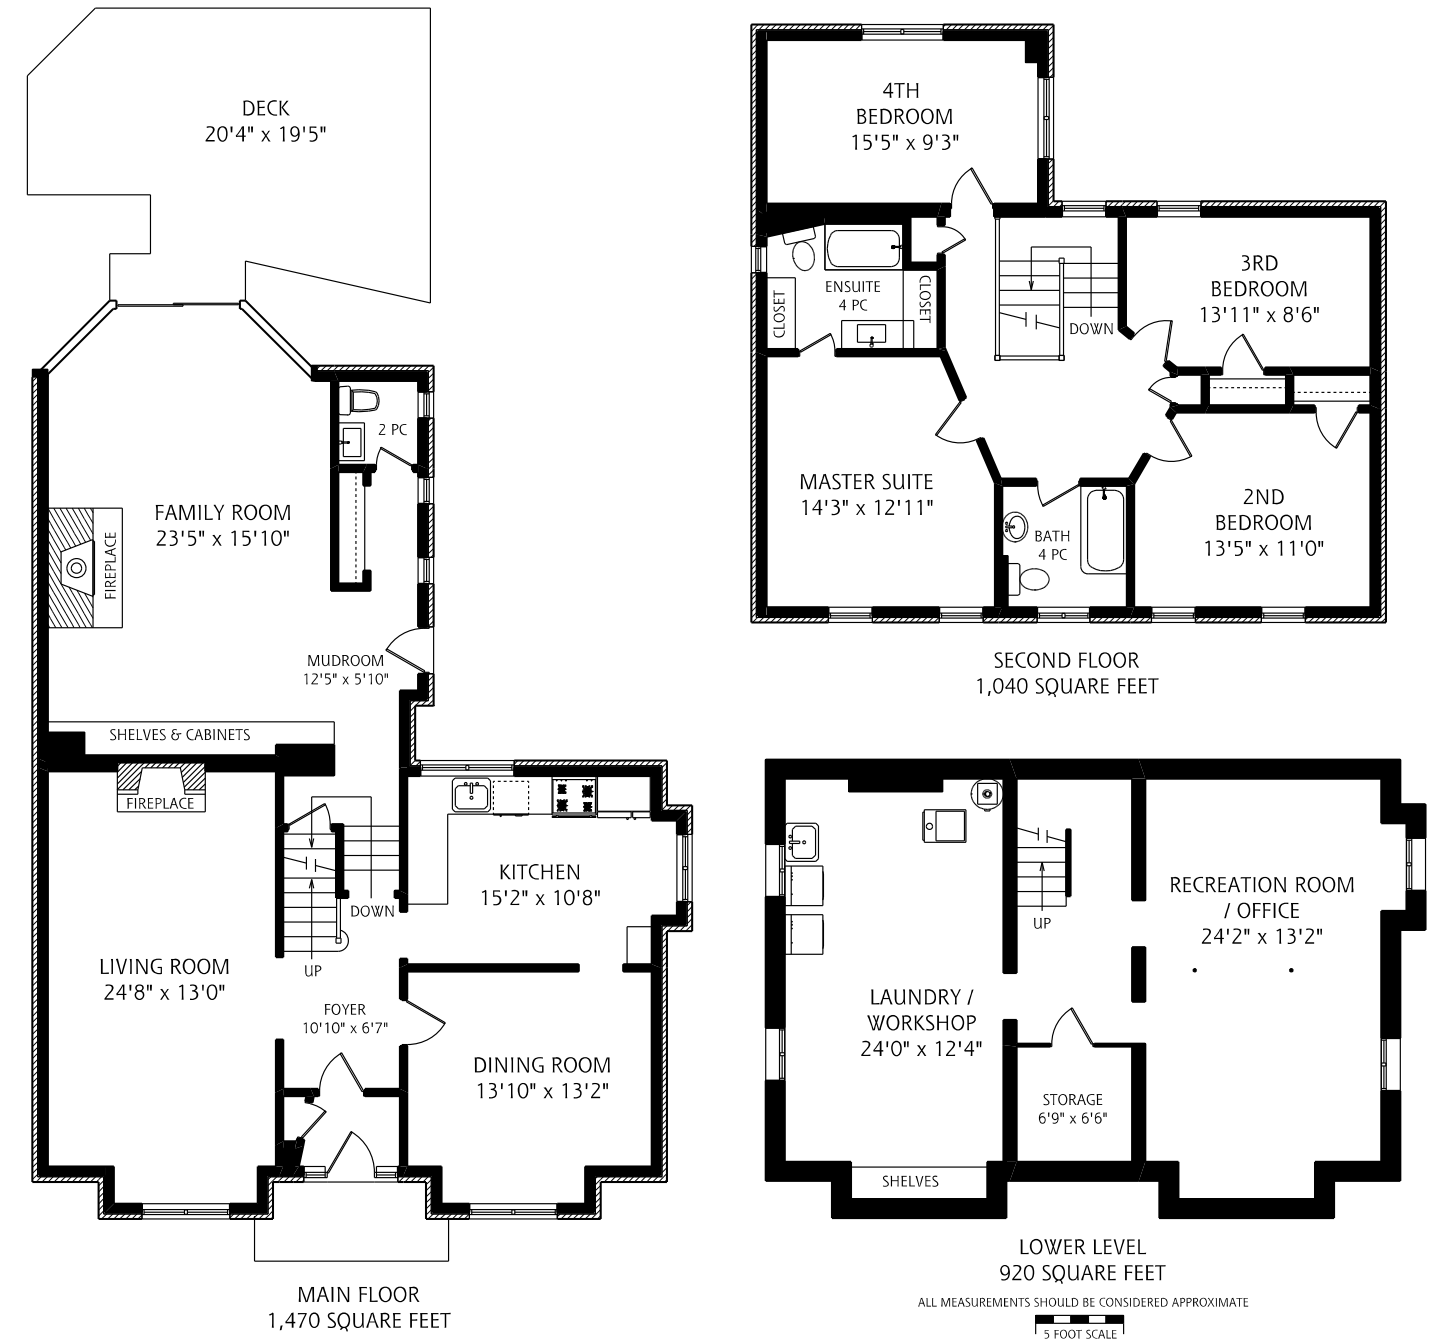 DECK
20'4" x 19'5"
2 PC
FAMILY ROOM
23'5" x 15'10"
FIREPLACE
MUDROOM
12'5" x 5'10"
SHELVES & CABINETS
FIREPLACE
KITCHEN
15'2" x 10'8"
DOWN
UP
LIVING ROOM
24'8" x 13'0"
FOYER
10'10" x 6'7"
DINING ROOM
13'10" x 13'2"
MAIN FLOOR
1,470 SQUARE FEET
4TH
BEDROOM
15'5" x 9'3"
ENSUITE
4 PC
CLOSET
CLOSET
DOWN
3RD
BEDROOM
13'11" x 8'6"
MASTER SUITE
14'3" x 12'11"
BATH
4 PC
2ND
BEDROOM
13'5" x 11'0"
SECOND FLOOR
1,040 SQUARE FEET
UP
RECREATION ROOM
/ OFFICE
24'2" x 13'2"
LAUNDRY /
WORKSHOP
24'0" x 12'4"
STORAGE
6'9" x 6'6"
SHELVES
LOWER LEVEL
920 SQUARE FEET
ALL MEASUREMENTS SHOULD BE CONSIDERED APPROXIMATE
5 FOOT SCALE